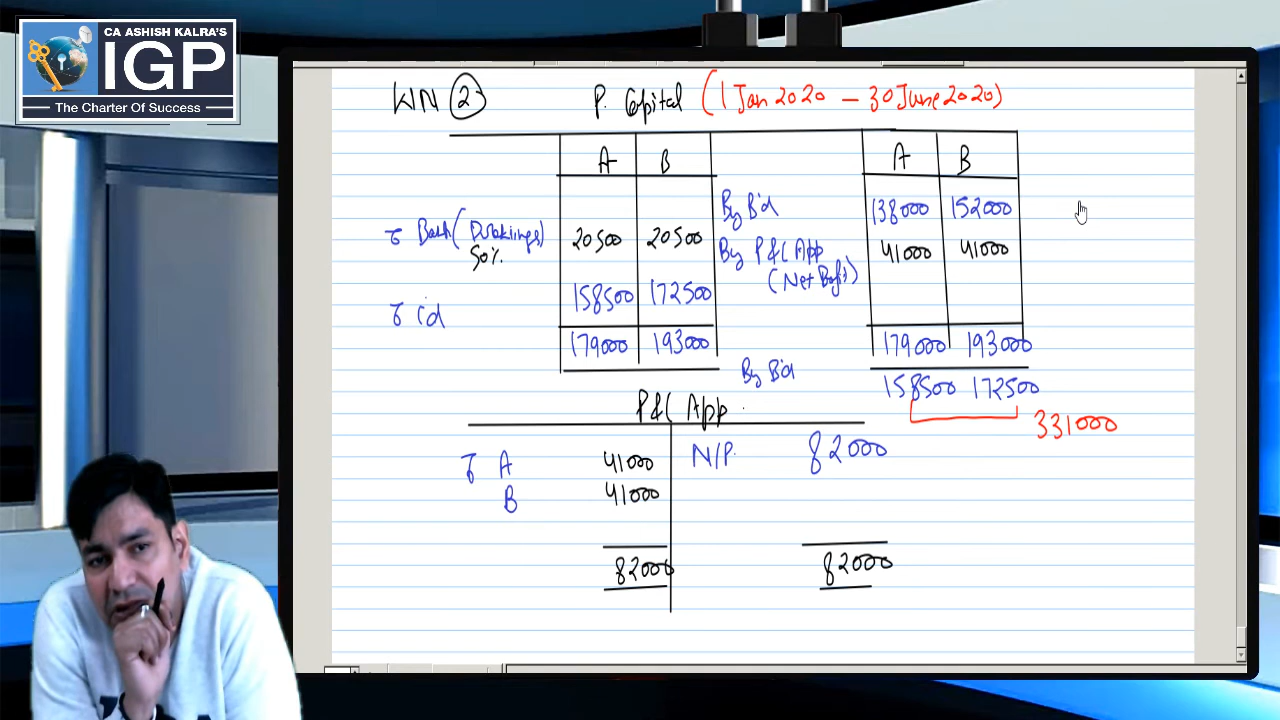 CA ASHISH KALRA'S
IGP
The Charter Of Success
WN ② P. Capital (1 Jan 2020 – 30 June 2020)
A B A B
By B/d 138000 152000
To Bank (Drawings) 20500 20500 By P&L App 41000 41000
50% (Net Profit)
To c/d 158500 172500
179000 193000 179000 193000
By B/d 158500 172500
331000
P&L App.
To A 41000 N/P. 82000
B 41000
82000 82000